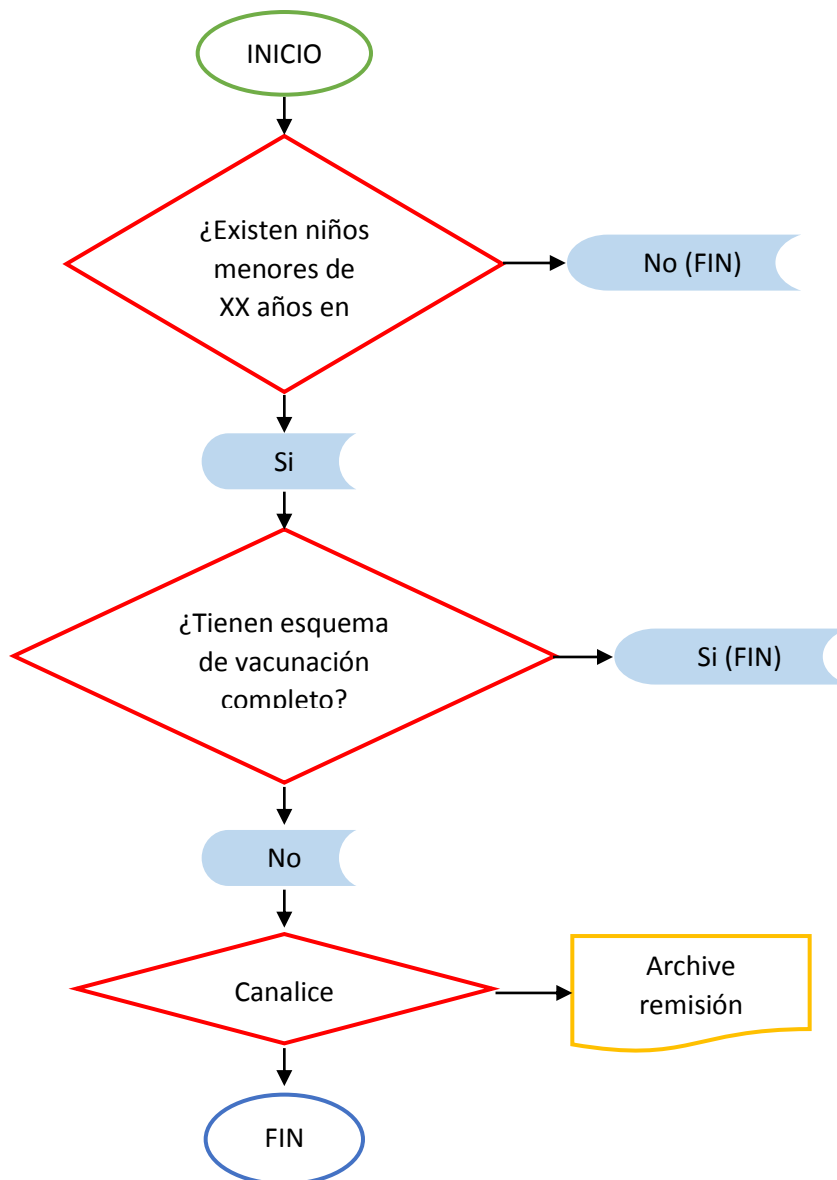 INICIO
¿Existen niños
menores de
XX años en
No (FIN)
Si
¿Tienen esquema
de vacunación
completo?
Si (FIN)
No
Canalice
Archive
remisión
FIN